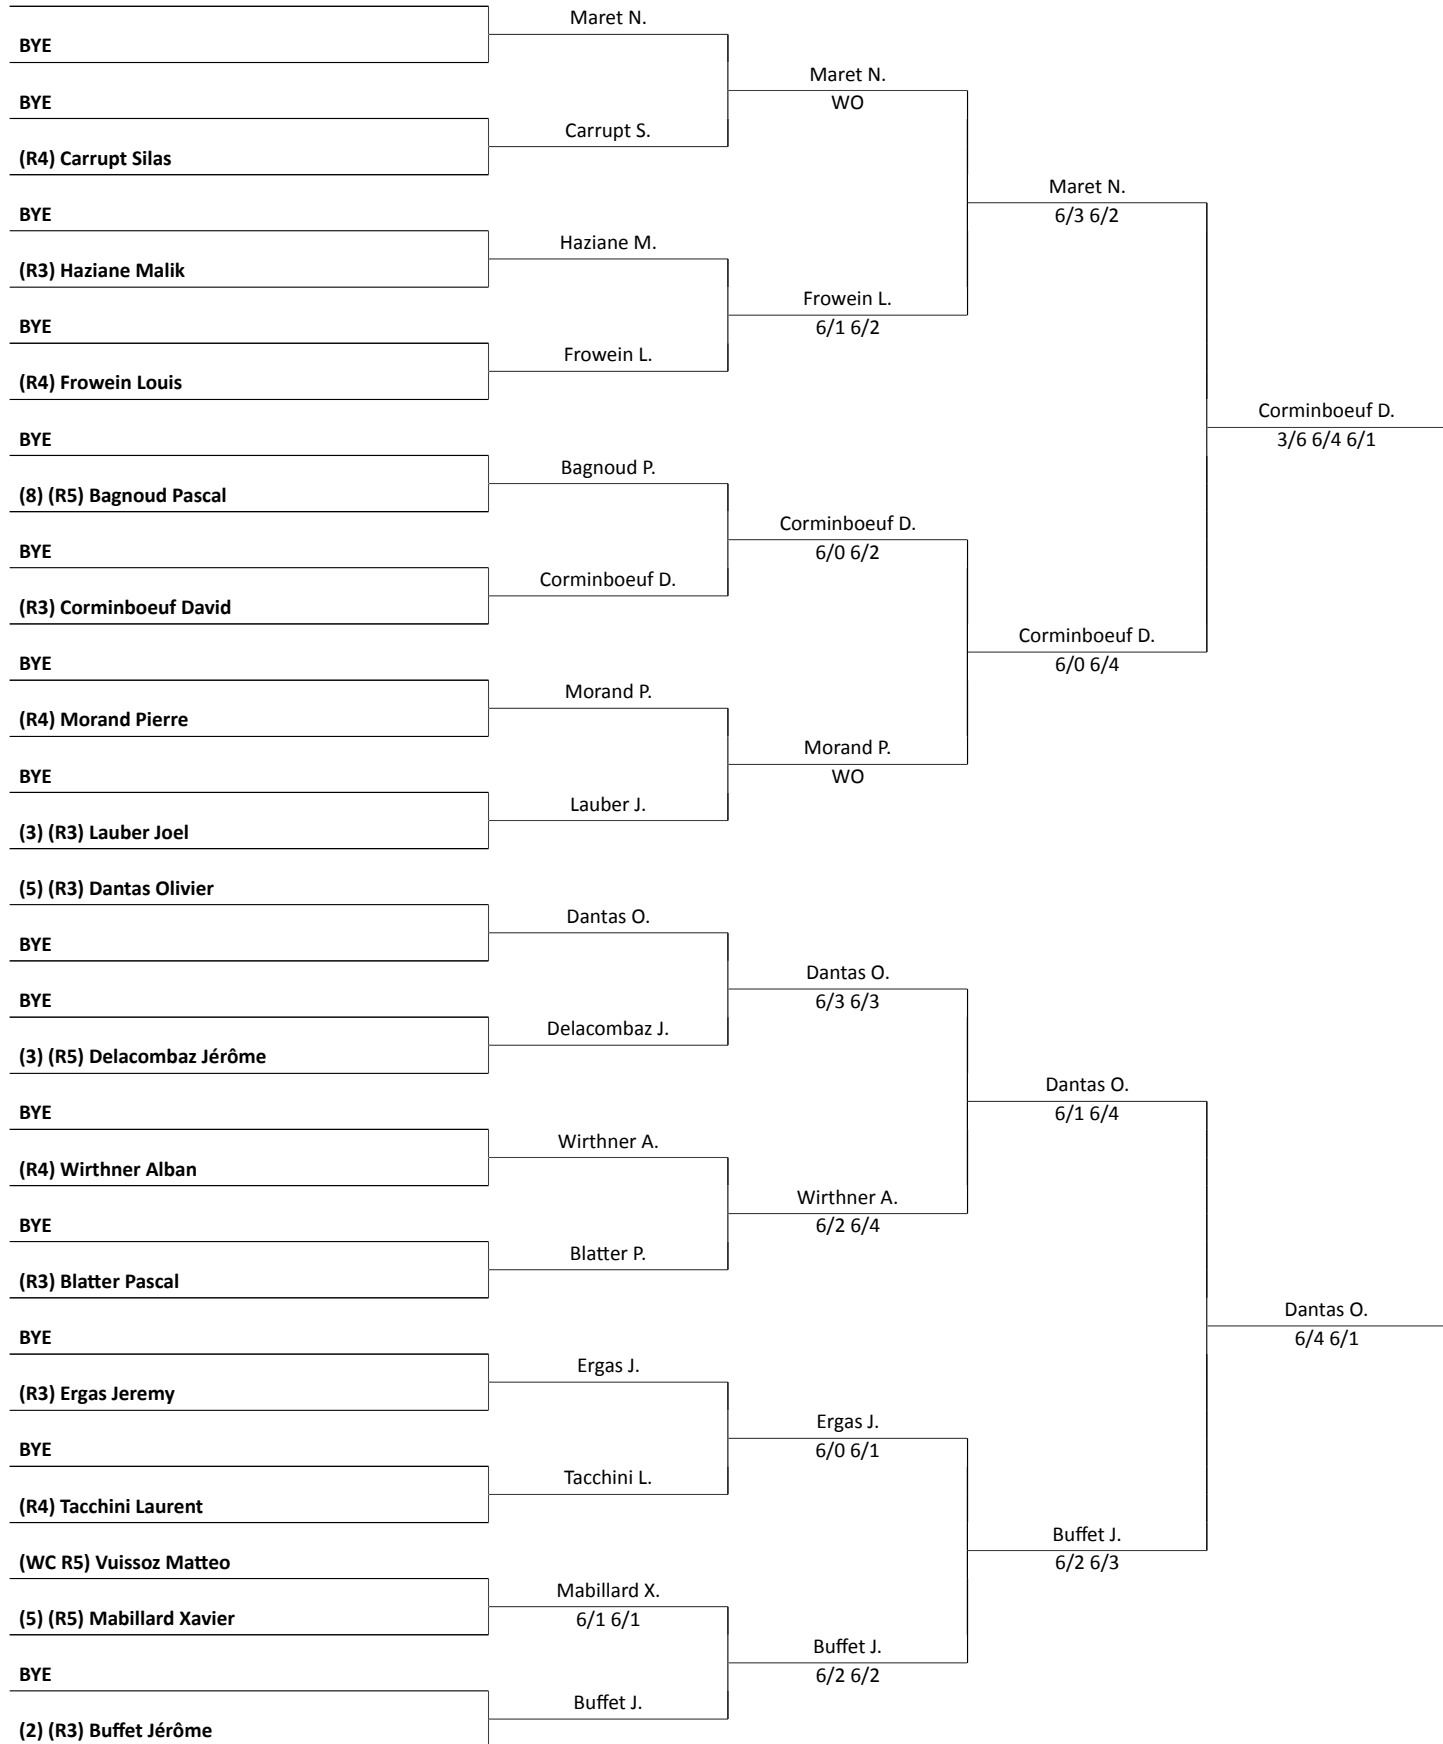 BYE
BYE
(R4) Carrupt Silas
BYE
(R3) Haziane Malik
BYE
(R4) Frowein Louis
BYE
(8) (R5) Bagnoud Pascal
BYE
(R3) Corminboeuf David
BYE
(R4) Morand Pierre
BYE
(3) (R3) Lauber Joel
(5) (R3) Dantas Olivier
BYE
BYE
(3) (R5) Delacombaz Jérôme
BYE
(R4) Wirthner Alban
BYE
(R3) Blatter Pascal
BYE
(R3) Ergas Jeremy
BYE
(R4) Tacchini Laurent
(WC R5) Vuissoz Matteo
(5) (R5) Mabillard Xavier
BYE
(2) (R3) Buffet Jérôme
Maret N.
Carrupt S.
Haziane M.
Frowein L.
Bagnoud P.
Corminboeuf D.
Morand P.
Lauber J.
Dantas O.
Delacombaz J.
Wirthner A.
Blatter P.
Ergas J.
Tacchini L.
Mabillard X.
6/1 6/1
Buffet J.
Maret N.
WO
Frowein L.
6/1 6/2
Corminboeuf D.
6/0 6/2
Morand P.
WO
Dantas O.
6/3 6/3
Wirthner A.
6/2 6/4
Ergas J.
6/0 6/1
Buffet J.
6/2 6/2
Maret N.
6/3 6/2
Corminboeuf D.
6/0 6/4
Dantas O.
6/1 6/4
Buffet J.
6/2 6/3
Corminboeuf D.
3/6 6/4 6/1
Dantas O.
6/4 6/1